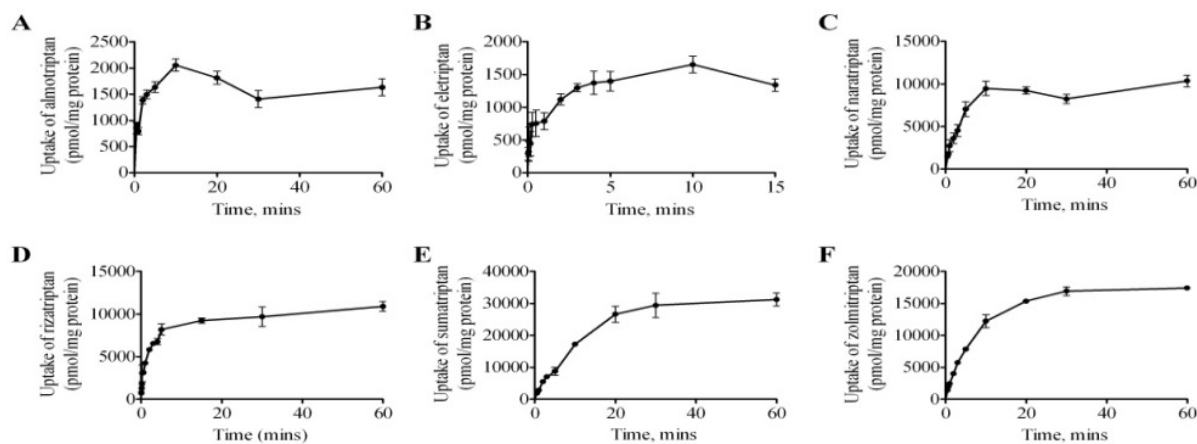 A
Uptake of almotriptan
(pmol/mg protein)
2500
2000
1500
1000
500
0
0
20
40
60
Time, mins
B
Uptake of eletriptan
(pmol/mg protein)
2000
1500
1000
500
0
5
10
15
Time, mins
C
Uptake of naratriptan
(pmol/mg protein)
15000
10000
5000
0
0
20
40
60
Time, mins
D
Uptake of rizatriptan
(pmol/mg protein)
15000
10000
5000
0
0
20
40
60
Time (mins)
E
Uptake of sumatriptan
(pmol/mg protein)
40000
30000
20000
10000
0
0
20
40
60
Time, mins
F
Uptake of zolmitriptan
(pmol/mg protein)
20000
15000
10000
5000
0
0
20
40
60
Time, mins